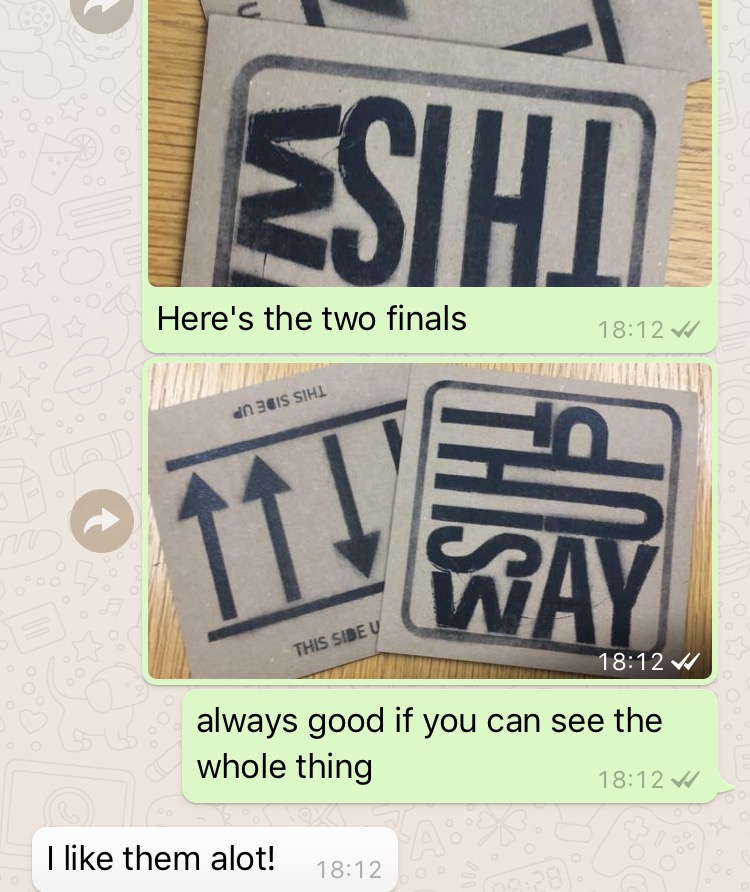 THIS
W
Here's the two finals
18:12
THIS SIDE UP
THIS SIDE U
THIS
UP
WAY
18:12
always good if you can see the
whole thing
18:12
I like them alot!
18:12